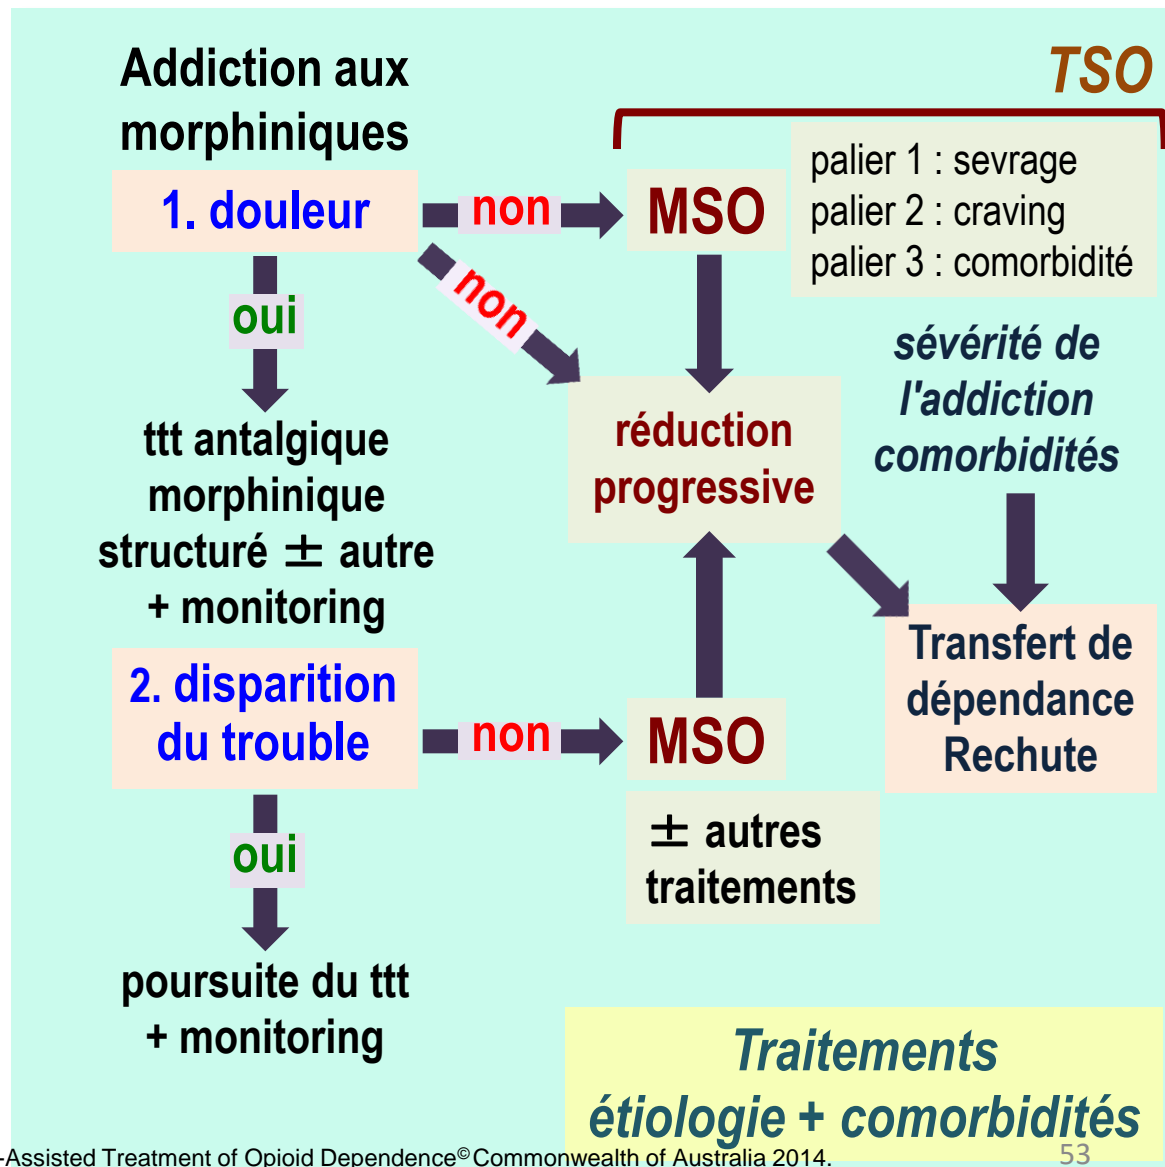 Addiction aux
morphiniques
TSO
1. douleur
non
MSO
palier 1 : sevrage
palier 2 : craving
palier 3 : comorbidité
non
oui
sévérité de
l'addiction
comorbidités
réduction
progressive
ttt antalgique
morphinique
structuré ± autre
+ monitoring
Transfert de
dépendance
Rechute
2. disparition
du trouble
non
MSO
± autres
traitements
oui
poursuite du ttt
+ monitoring
Traitements
étiologie + comorbidités
-Assisted Treatment of Opioid Dependence© Commonwealth of Australia 2014.
53